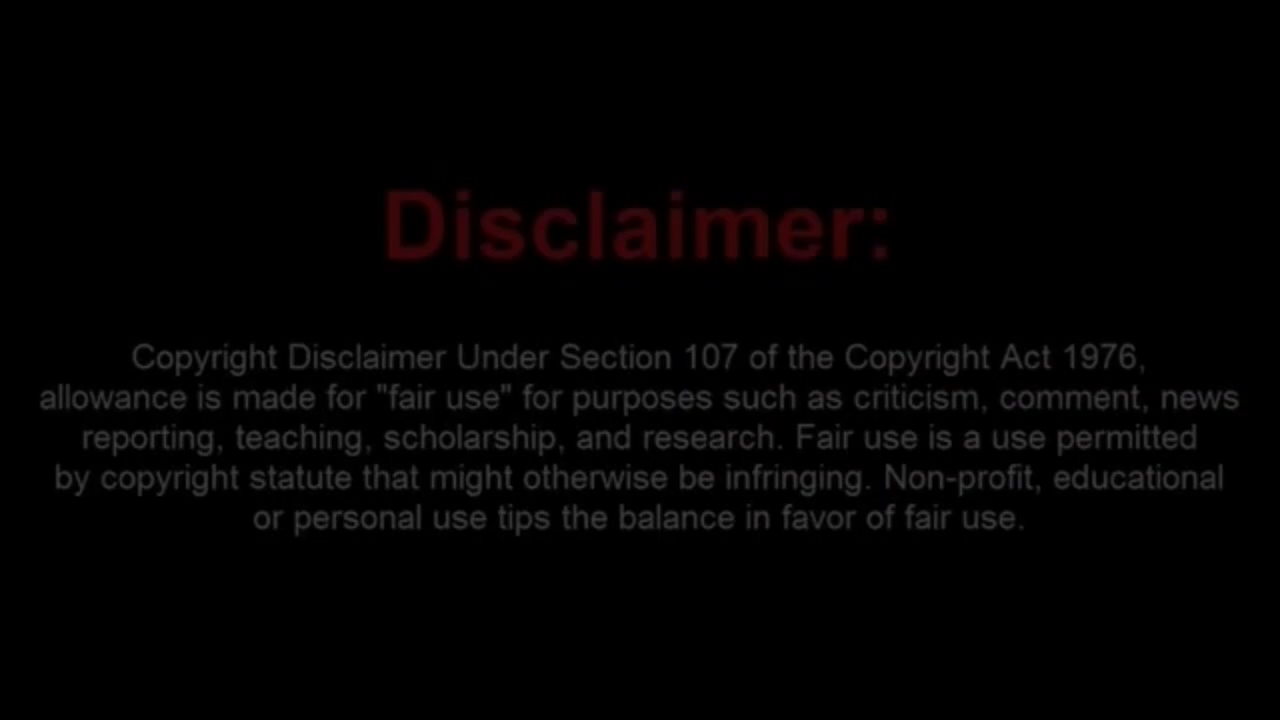 Disclaimer:
Copyright Disclaimer Under Section 107 of the Copyright Act 1976,
allowance is made for "fair use" for purposes such as criticism, comment, news
reporting, teaching, scholarship, and research. Fair use is a use permitted
by copyright statute that might otherwise be infringing. Non-profit, educational
or personal use tips the balance in favor of fair use.